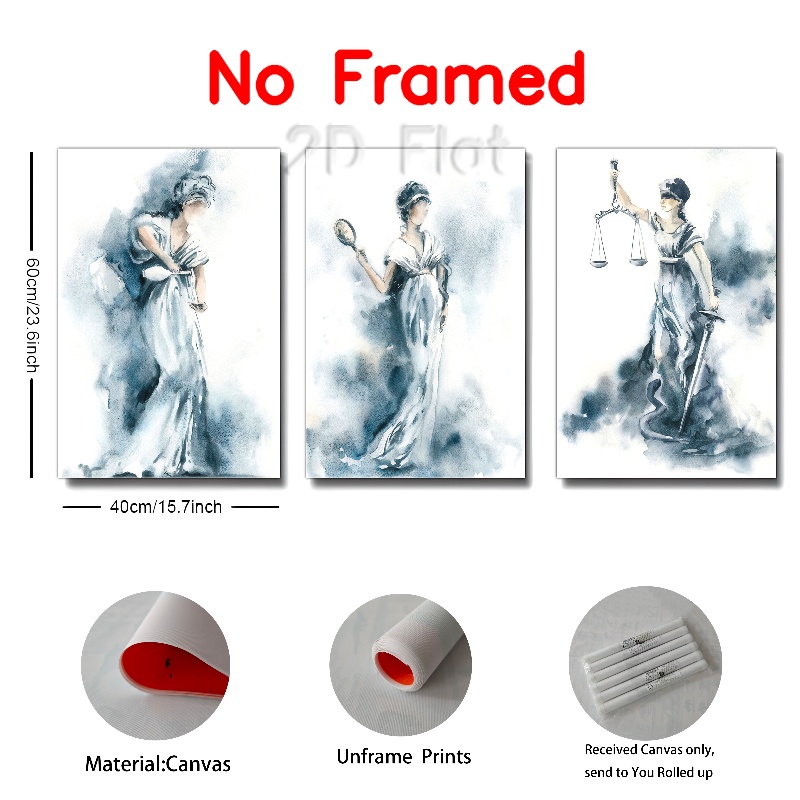 No Framed
2D Flat
60cm/23.6inch
40cm/15.7inch
Material:Canvas
Unframe Prints
Received Canvas only,
send to You Rolled up